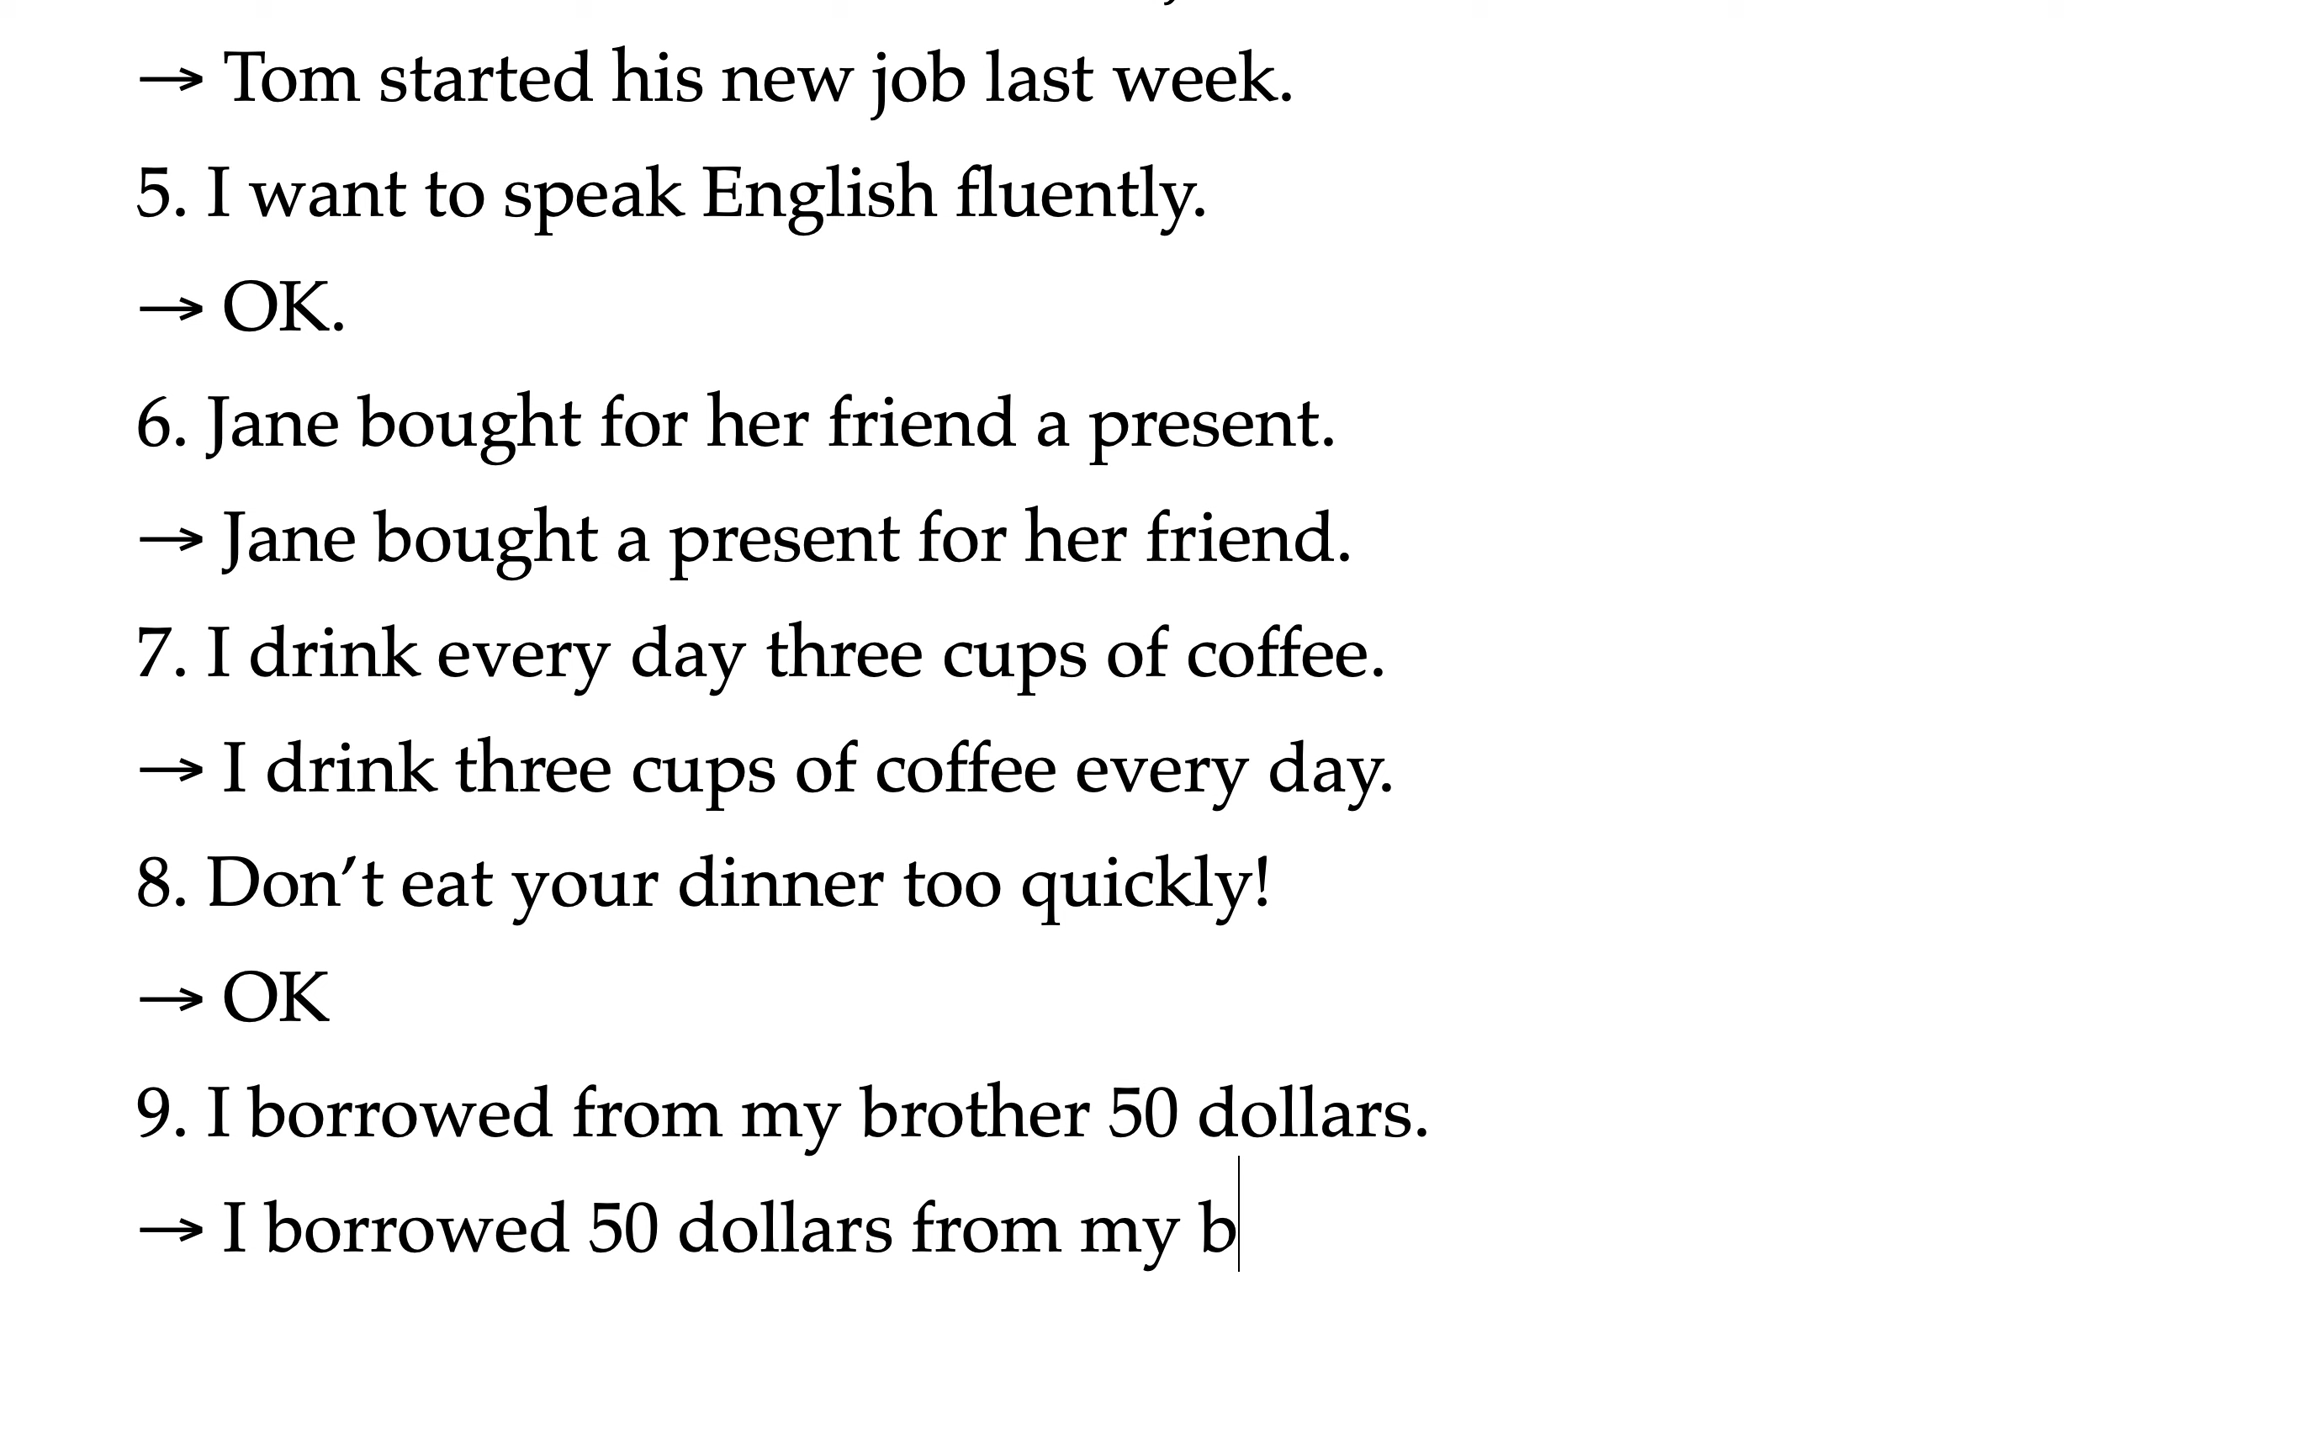 → Tom started his new job last week.
5. I want to speak English fluently.
→ OK.
6. Jane bought for her friend a present.
→ Jane bought a present for her friend.
7. I drink every day three cups of coffee.
→ I drink three cups of coffee every day.
8. Don’t eat your dinner too quickly!
→ OK
9. I borrowed from my brother 50 dollars.
→ I borrowed 50 dollars from my b